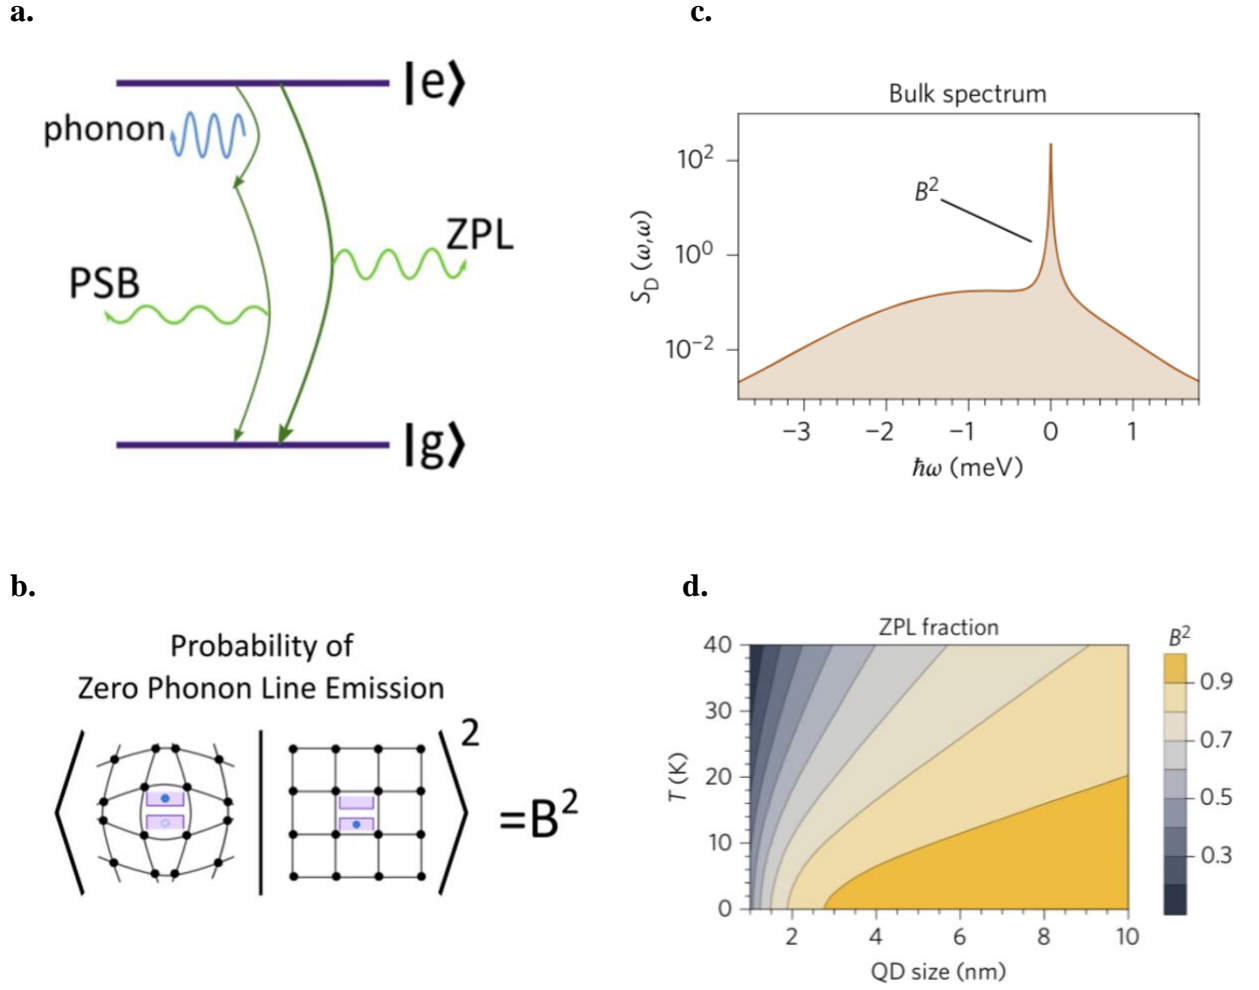 a.
|e⟩
phonon
ZPL
PSB
|g⟩
b.
Probability of
Zero Phonon Line Emission
2
=B²
c.
Bulk spectrum
10²
B²
10⁰
10⁻²
S_D (ω,ω)
−3 −2 −1 0 1
ħω (meV)
d.
ZPL fraction
B²
40
30
20
10
0
T (K)
2 4 6 8 10
QD size (nm)
0.9
0.7
0.5
0.3